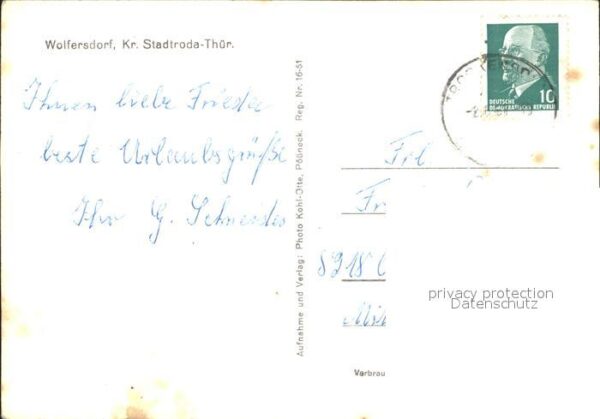 Wolfersdorf, Kr. Stadtroda-Thür.
Ihnen liebe Frieda
beste Urlaubsgrüße
Ihr G. Schneider
Aufnahme und Verlag: Photo Kohl-Otte, Pößneck. Reg. Nr. 16-51
DEUTSCHE
DEMOKRATISCHE REPUBLIK
10
Frl
Fr
8218
privacy protection
Datenschutz
Verbrau